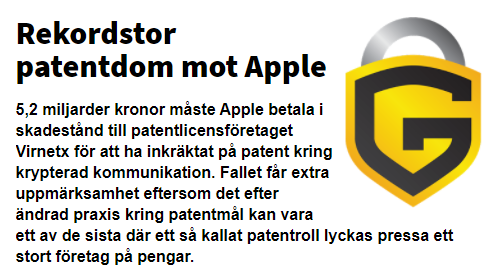 Rekordstor
patentdom mot Apple
5,2 miljarder kronor måste Apple betala i
skadestånd till patentlicensföretaget
Virnetx för att ha inkräktat på patent kring
krypterad kommunikation. Fallet får extra
uppmärksamhet eftersom det efter
ändrad praxis kring patentmål kan vara
ett av de sista där ett så kallat patentroll lyckas pressa ett
stort företag på pengar.
G